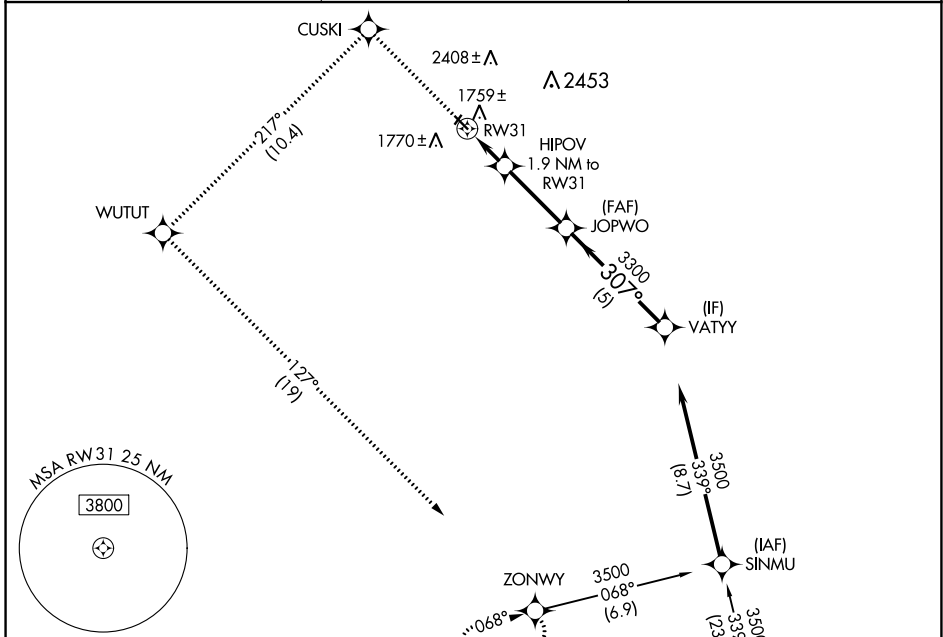 CUSKI
2408±
2453
1759±
RW31
1770±
HIPOV
1.9 NM to
RW31
217°
(10.4)
WUTUT
(FAF)
JOPWO
3300
307°
(5)
(IF)
VATYY
127°
(19)
MSA RW31 25 NM
3800
3500
339°
(8.7)
(IAF)
SINMU
ZONWY
3500
068°
(6.9)
068°
3500